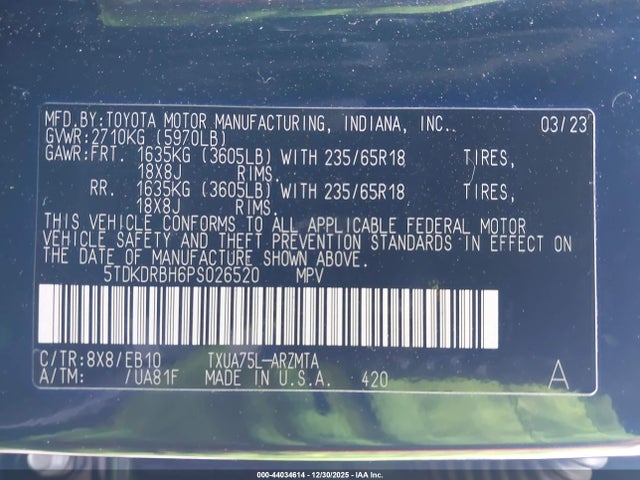 MFD.BY:TOYOTA MOTOR MANUFACTURING, INDIANA, INC. 03/23
GVWR:2710KG (5970LB)
GAWR:FRT. 1635KG (3605LB) WITH 235/65R18 TIRES,
18X8J RIMS.
RR. 1635KG (3605LB) WITH 235/65R18 TIRES,
18X8J RIMS.
THIS VEHICLE CONFORMS TO ALL APPLICABLE FEDERAL MOTOR
VEHICLE SAFETY AND THEFT PREVENTION STANDARDS IN EFFECT ON
THE DATE OF MANUFACTURE SHOWN ABOVE.
5TDKDRBH6PS026520 MPV
C/TR:8X8/EB10 TXUA75L-ARZMTA
A/TM: /UA81F MADE IN U.S.A. 420 A
000-44034614 - 12/30/2025 - IAA Inc.